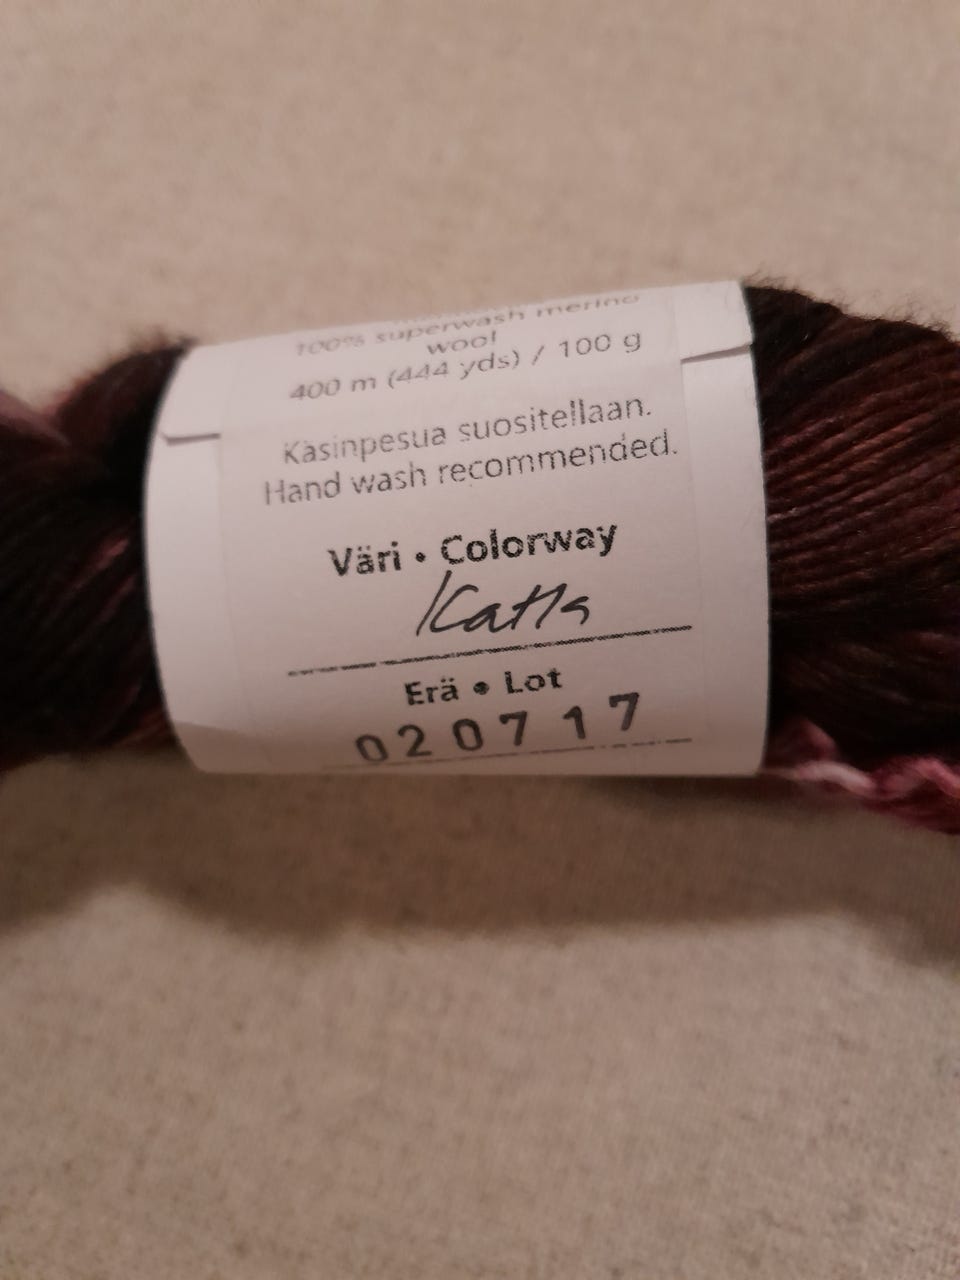 100% superwash merino
wool
400 m (444 yds) / 100 g
Käsinpesua suositellaan.
Hand wash recommended.
Väri • Colorway
Katla
Erä • Lot
020717